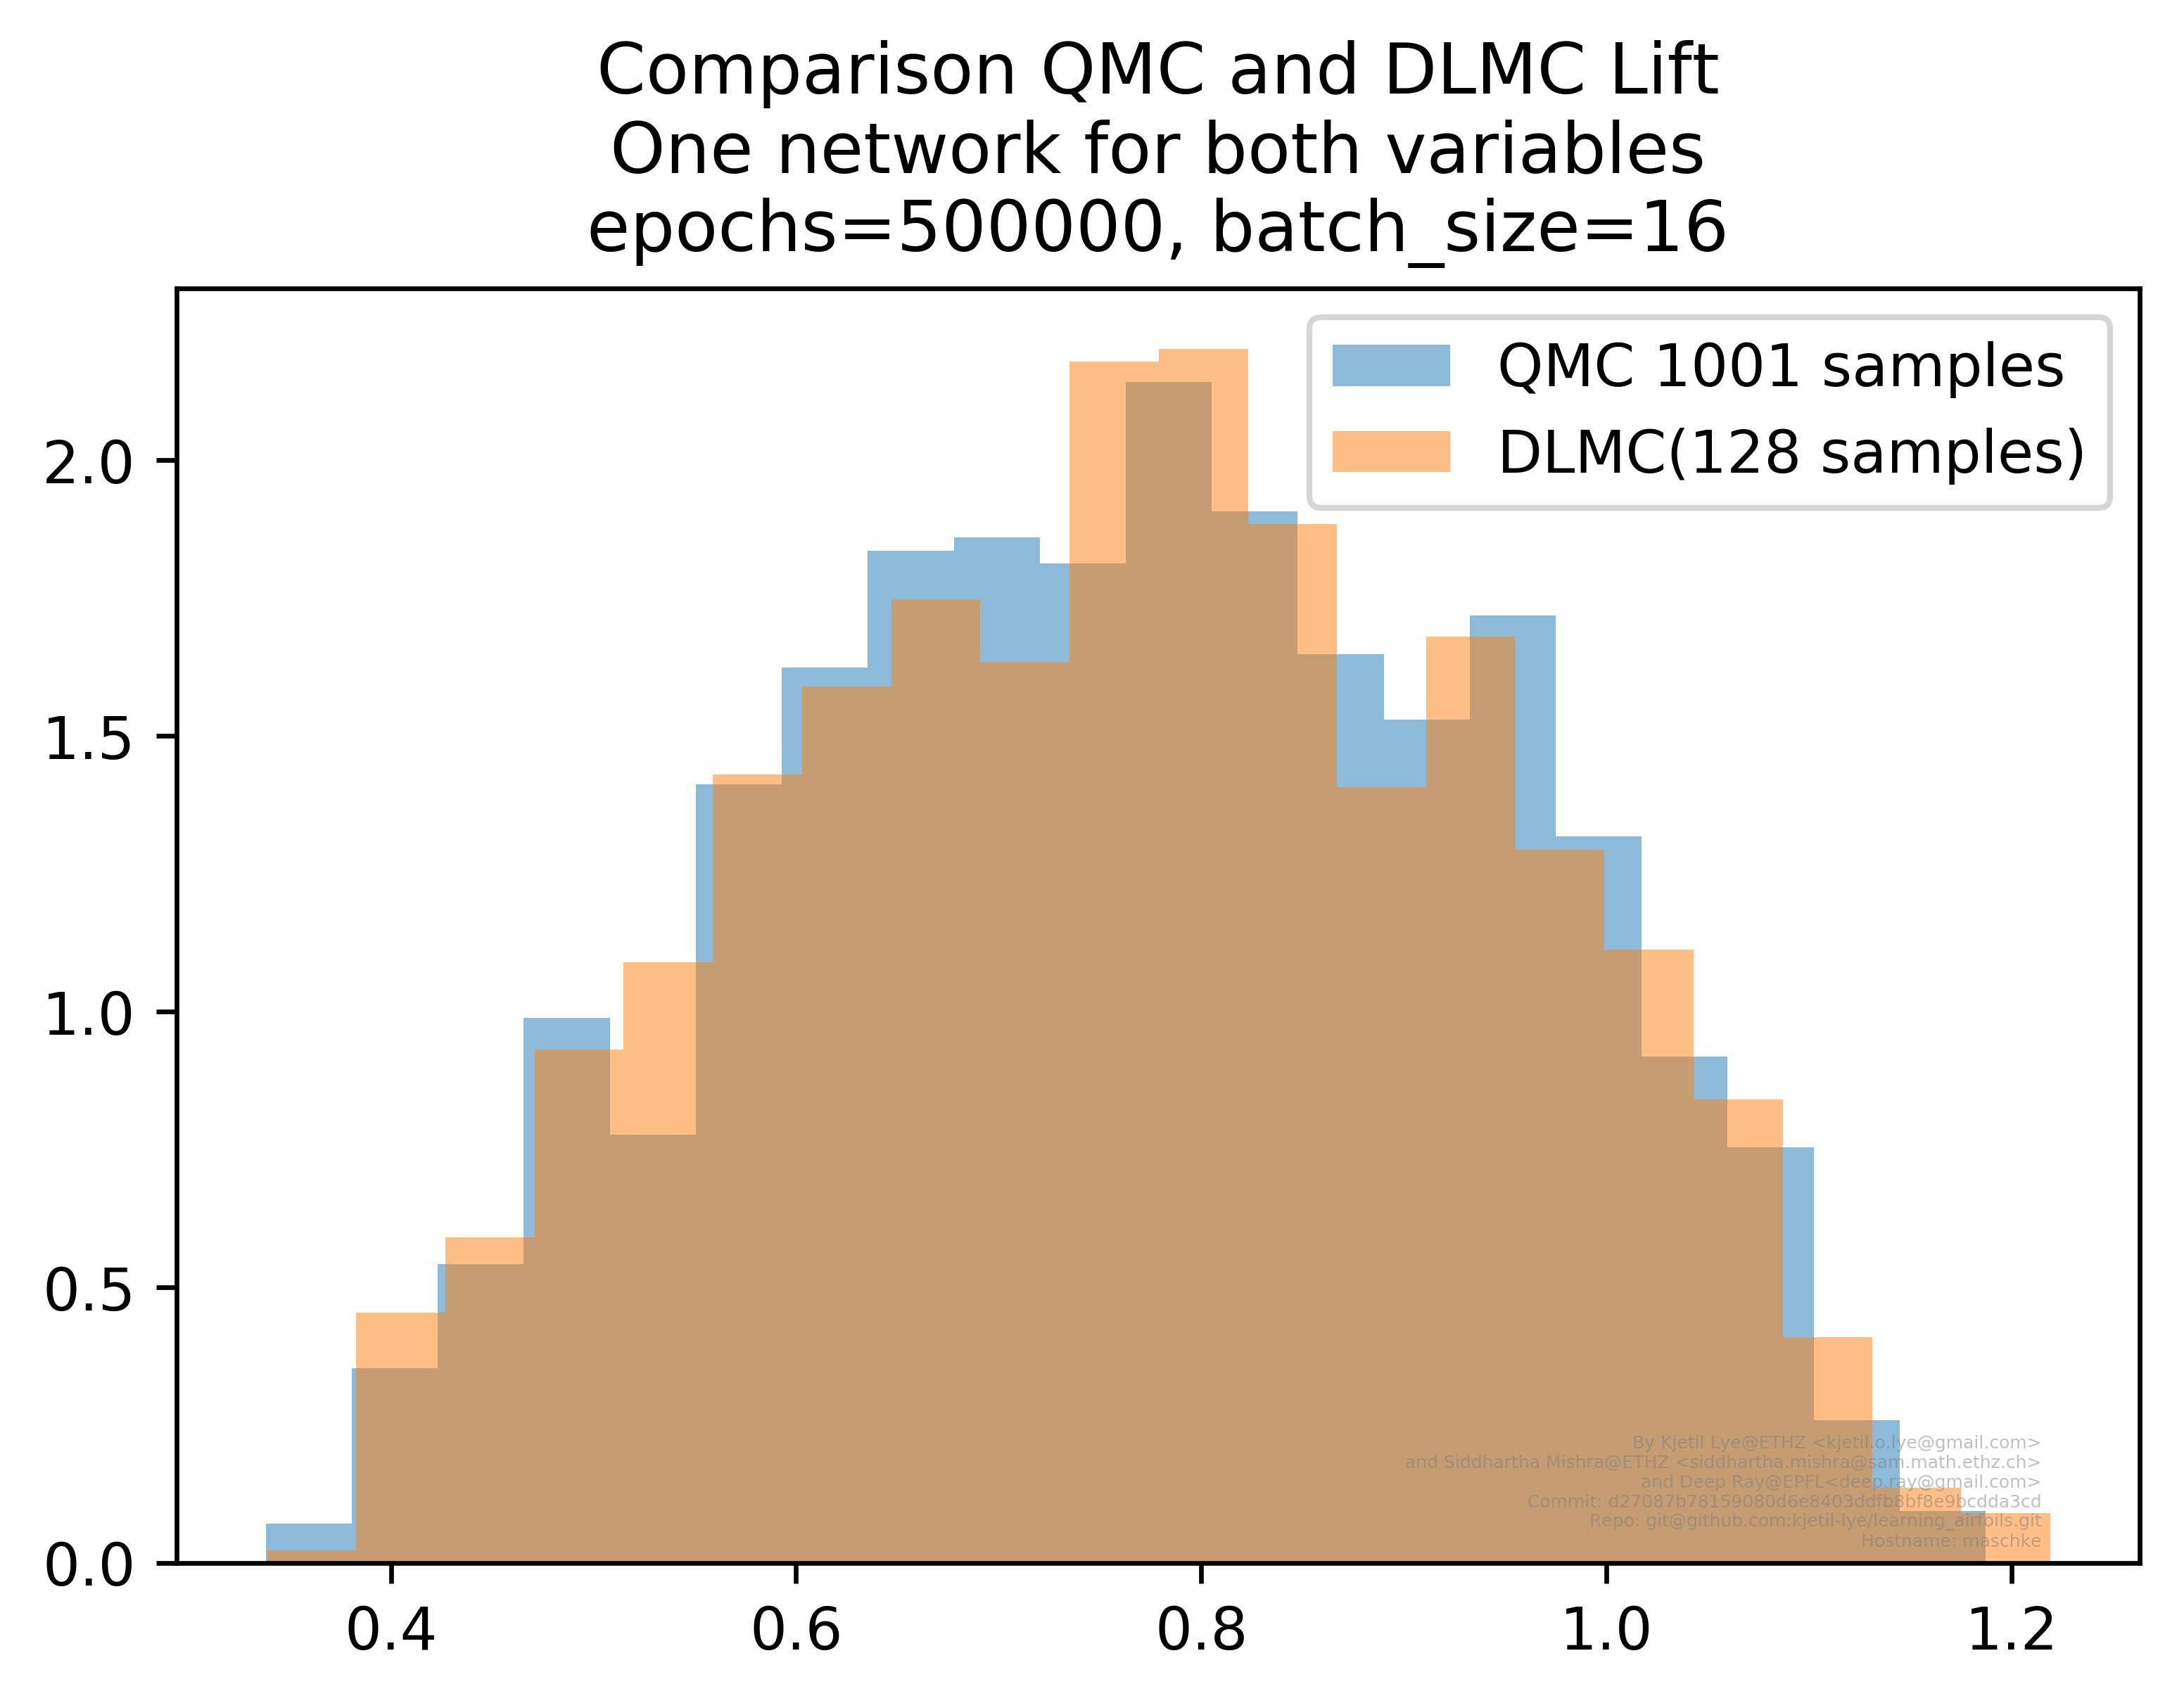 Comparison QMC and DLMC Lift
One network for both variables
epochs=500000, batch_size=16
QMC 1001 samples
DLMC(128 samples)
2.0
1.5
1.0
0.5
0.0
0.4 0.6 0.8 1.0 1.2
By Kjetil Lye@ETHZ <kjetil.o.lye@gmail.com>
and Siddhartha Mishra@ETHZ <siddhartha.mishra@sam.math.ethz.ch>
and Deep Ray@EPFL<deep.ray@gmail.com>
Commit: d27087b78159080d6e8403ddfb8bf8e9bcdda3cd
Repo: git@github.com:kjetil-lye/learning_airfoils.git
Hostname: maschke